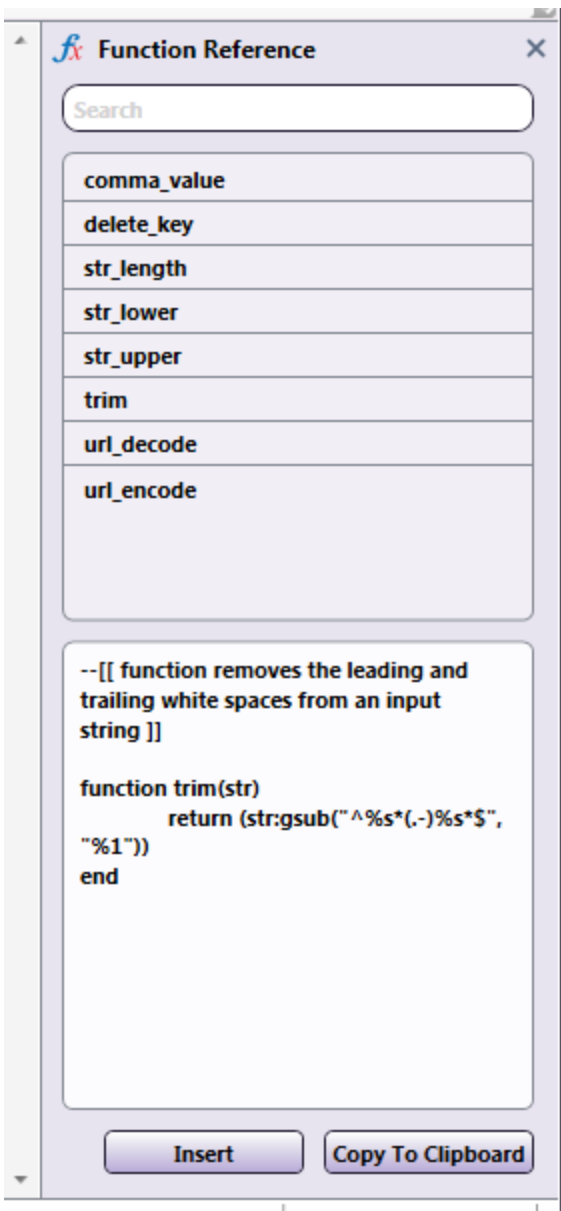 fx Function Reference
Search
comma_value
delete_key
str_length
str_lower
str_upper
trim
url_decode
url_encode
--[[ function removes the leading and
trailing white spaces from an input
string ]]
function trim(str)
return (str:gsub("^%s*(.-)%s*$",
"%1"))
end
Insert
Copy To Clipboard